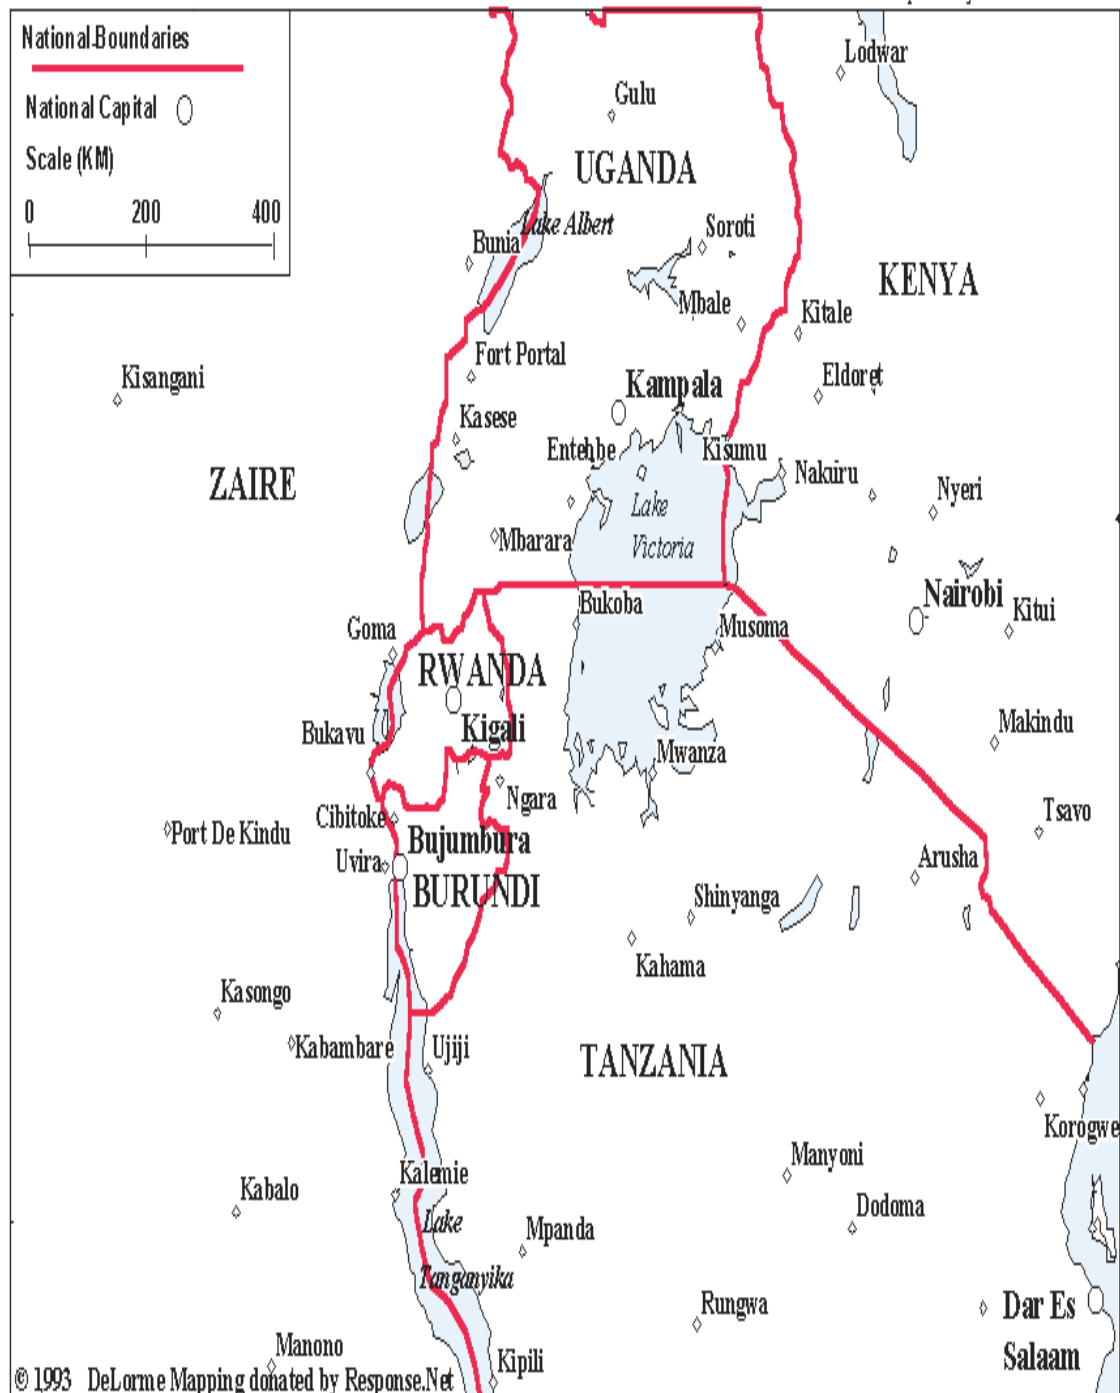 National Boundaries
National Capital
Scale (KM)
0 200 400
Lodwar
Gulu
UGANDA
Lake Albert
Soroti
Bunia
KENYA
Mbale
Kitale
Fort Portal
Kisangani
Eldoret
Kampala
Kasese
Entebbe
Kisumu
Nakuru
ZAIRE
Nyeri
Lake
Victoria
Mbarara
Nairobi
Bukoba
Kitui
Goma
Musoma
RWANDA
Makindu
Bukavu
Kigali
Mwanza
Ngara
Tsavo
Cibitoke
Port De Kindu
Bujumbura
Uvira
Arusha
BURUNDI
Shinyanga
Kahama
Kasongo
Kabambare
Ujiji
TANZANIA
Korogwe
Manyoni
Kalemie
Kabalo
Dodoma
Lake
Tanganyika
Mpanda
Rungwa
Dar Es
Salaam
Manono
Kipili
© 1993 DeLorme Mapping donated by Response.Net